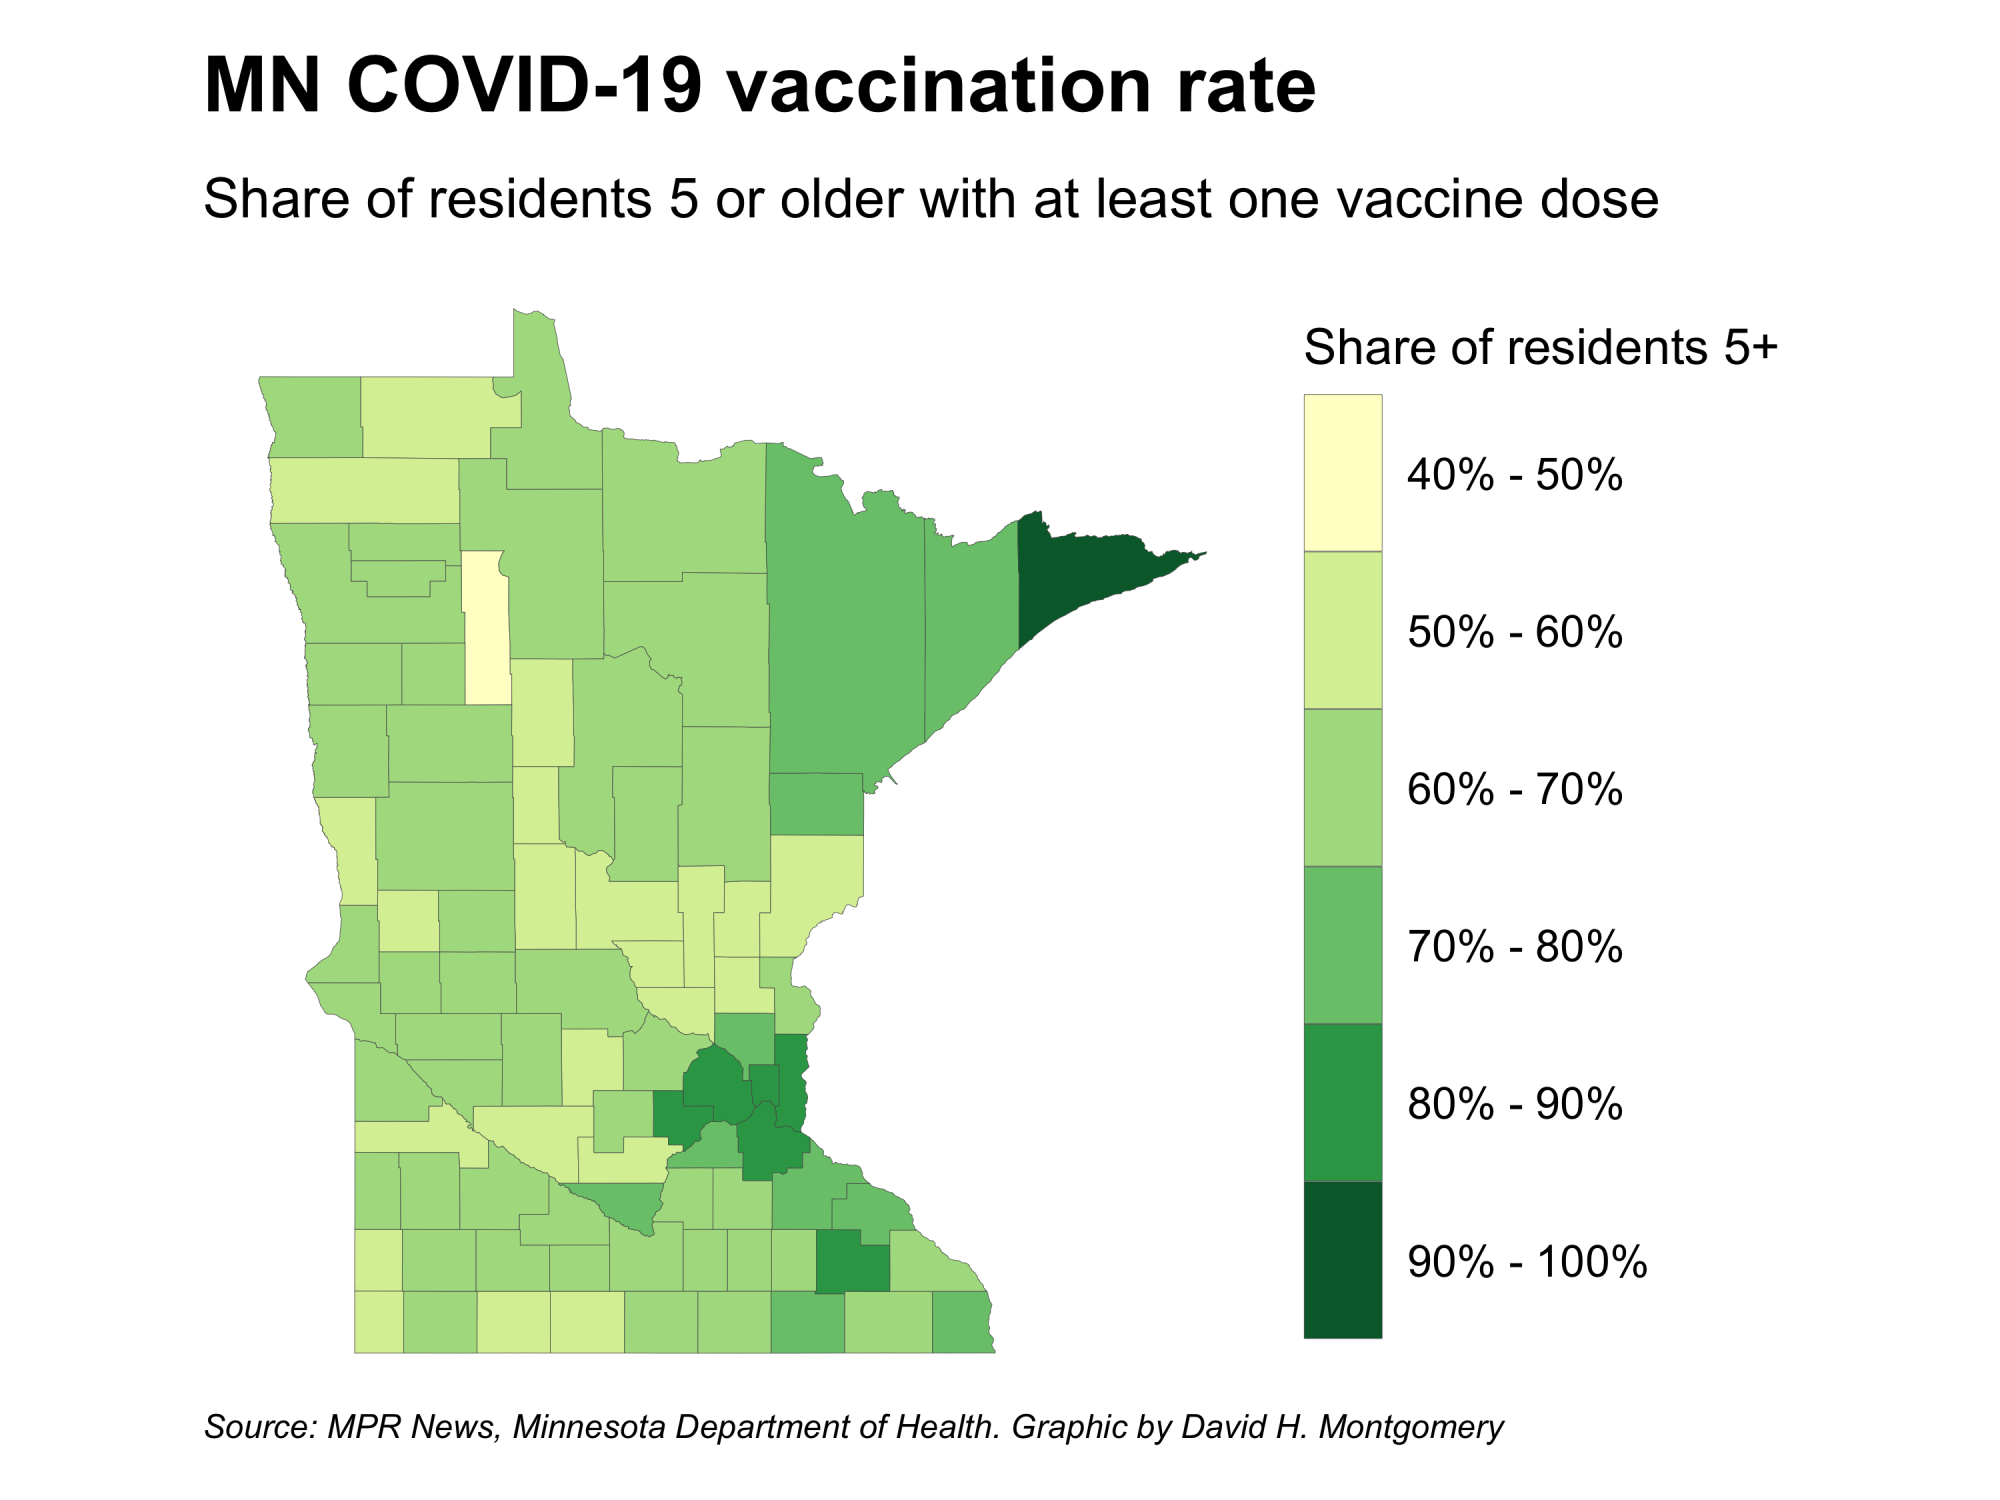 MN COVID-19 vaccination rate
Share of residents 5 or older with at least one vaccine dose
Share of residents 5+
40% - 50%
50% - 60%
60% - 70%
70% - 80%
80% - 90%
90% - 100%
Source: MPR News, Minnesota Department of Health. Graphic by David H. Montgomery